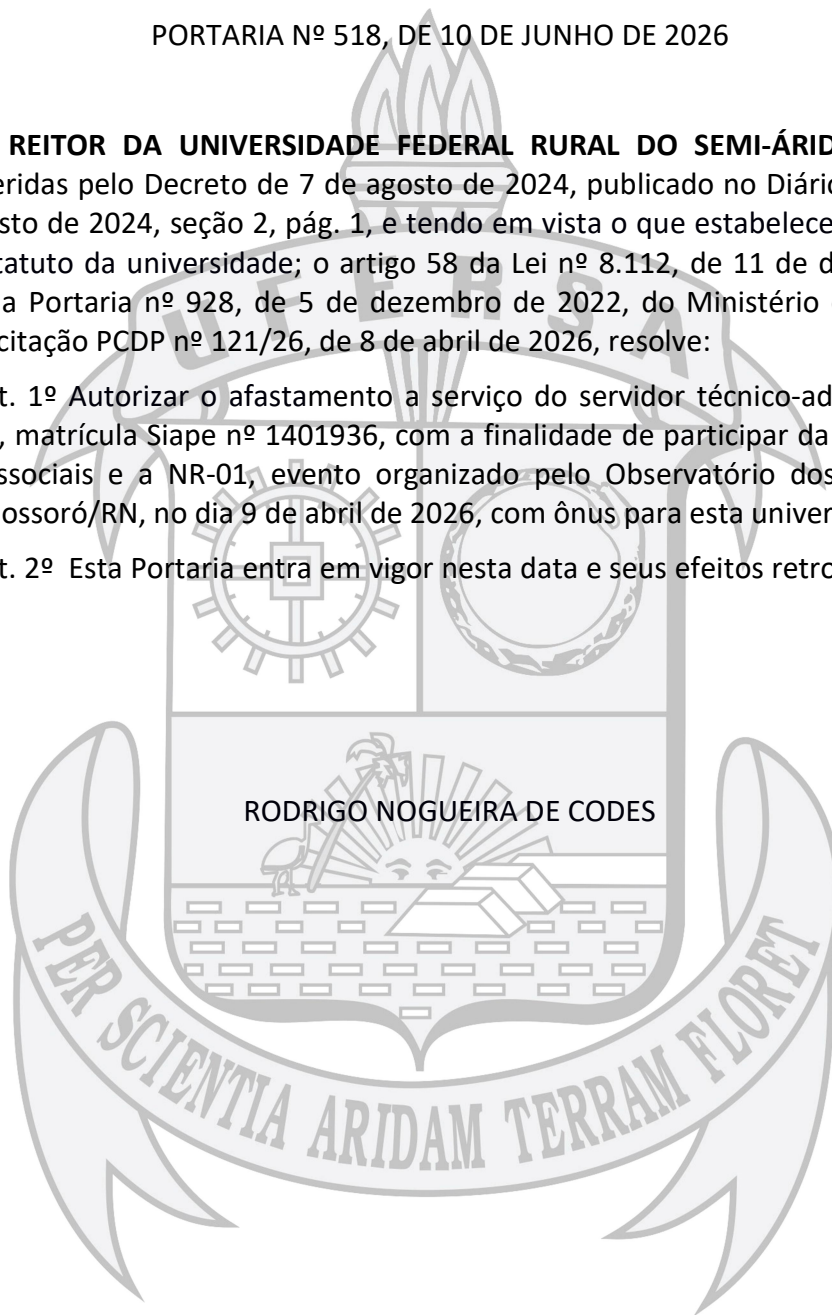 PORTARIA Nº 518, DE 10 DE JUNHO DE 2026
REITOR DA UNIVERSIDADE FEDERAL RURAL DO SEMI-ÁRID
eridas pelo Decreto de 7 de agosto de 2024, publicado no Diário
sto de 2024, seção 2, pág. 1, e tendo em vista o que estabelece
tatuto da universidade; o artigo 58 da Lei nº 8.112, de 11 de d
a Portaria nº 928, de 5 de dezembro de 2022, do Ministério
citação PCDP nº 121/26, de 8 de abril de 2026, resolve:
t. 1º Autorizar o afastamento a serviço do servidor técnico-ad
, matrícula Siape nº 1401936, com a finalidade de participar da
ssociais e a NR-01, evento organizado pelo Observatório dos
ossoró/RN, no dia 9 de abril de 2026, com ônus para esta univer
t. 2º Esta Portaria entra em vigor nesta data e seus efeitos retro
RODRIGO NOGUEIRA DE CODES
UFERSA
PER SCIENTIA ARIDAM TERRAM FLORET